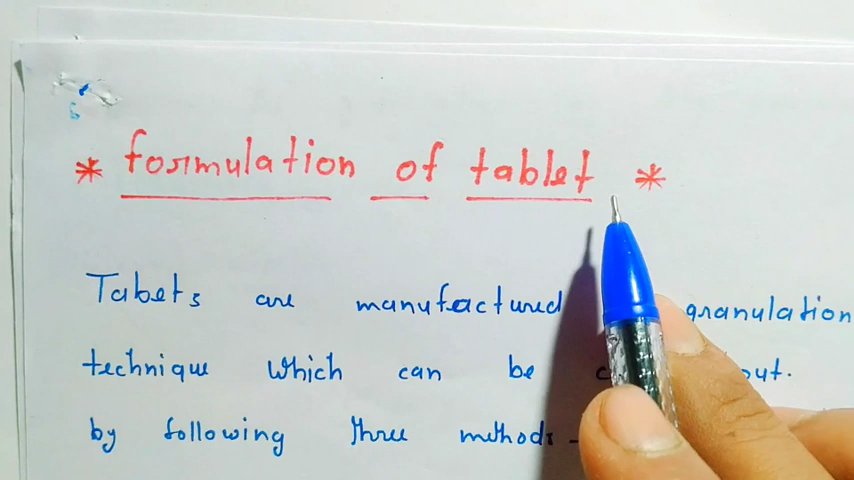 * formulation of tablet *
Tabets are manufactured granulation
technique which can be out.
by following three methods -